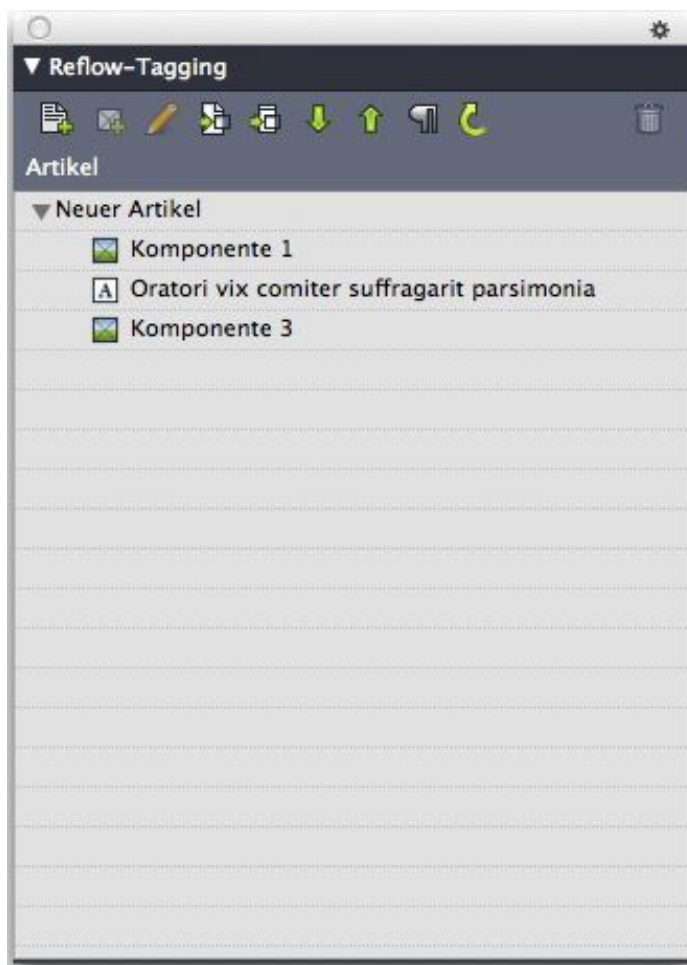 Reflow-Tagging
Artikel
Neuer Artikel
Komponente 1
A Oratori vix comiter suffragarit parsimonia
Komponente 3